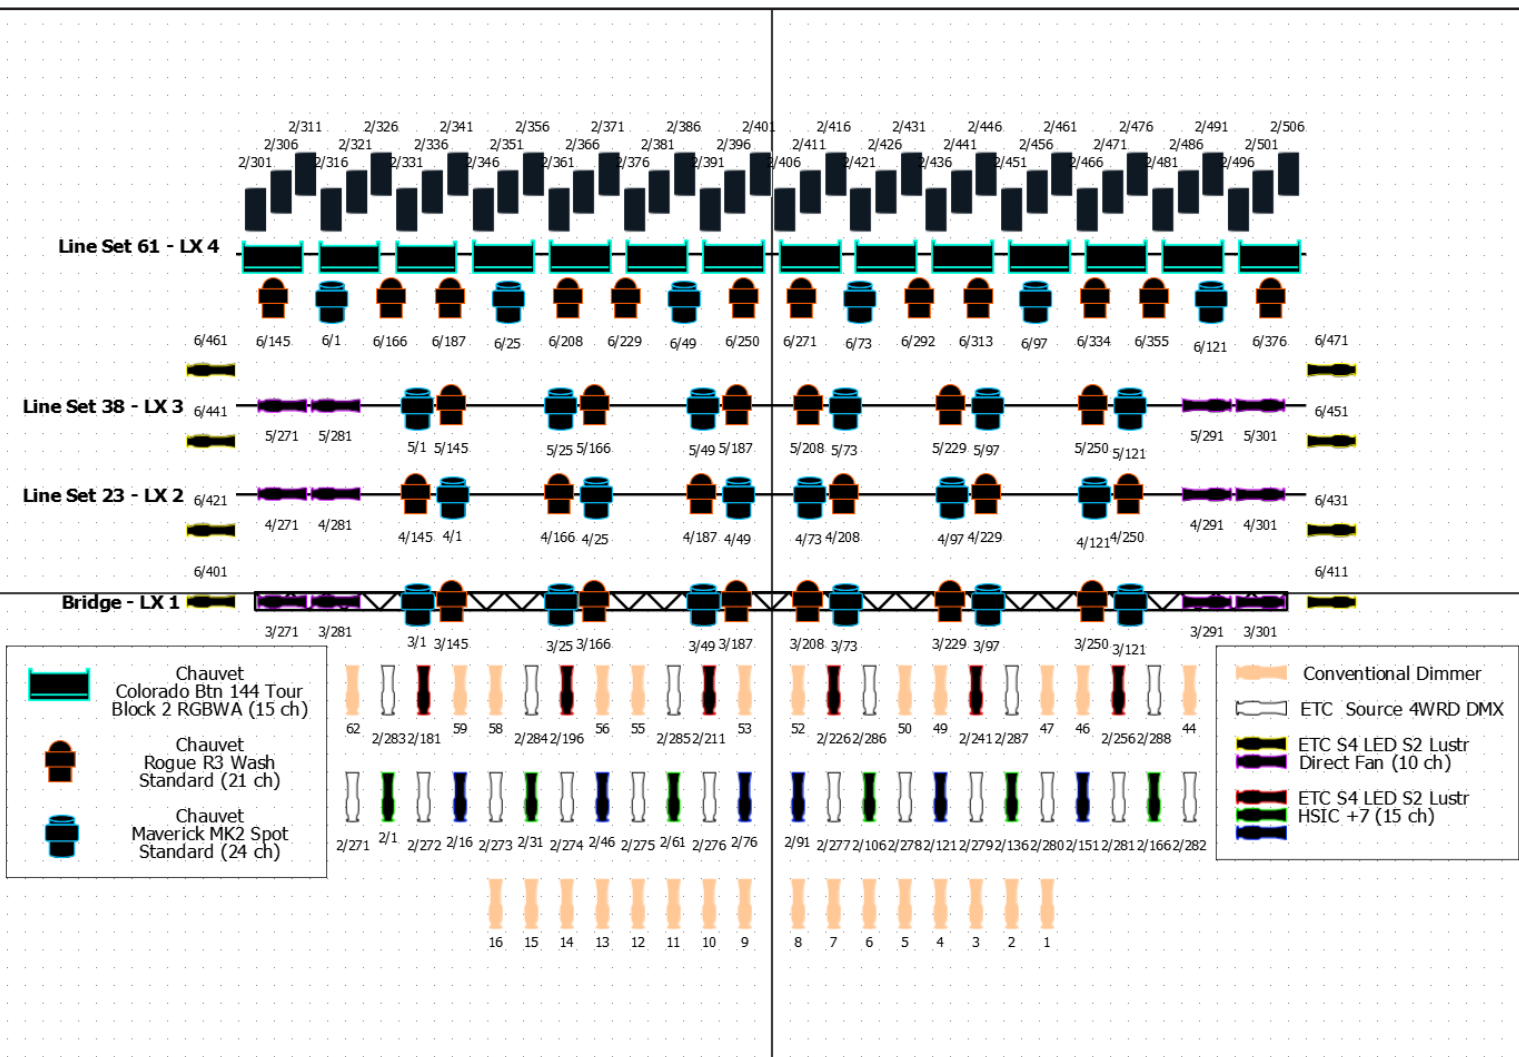 2/311 2/326 2/341 2/356 2/371 2/386 2/401 2/416 2/431 2/446 2/461 2/476 2/491 2/506
2/306 2/321 2/336 2/351 2/366 2/381 2/396 2/411 2/426 2/441 2/456 2/471 2/486 2/501
2/301 2/316 2/331 2/346 2/361 2/376 2/391 2/406 2/421 2/436 2/451 2/466 2/481 2/496
Line Set 61 - LX 4
6/461 6/145 6/1 6/166 6/187 6/25 6/208 6/229 6/49 6/250 6/271 6/73 6/292 6/313 6/97 6/334 6/355 6/121 6/376 6/471
Line Set 38 - LX 3 6/441 6/451
5/271 5/281 5/1 5/145 5/25 5/166 5/49 5/187 5/208 5/73 5/229 5/97 5/250 5/121 5/291 5/301
Line Set 23 - LX 2 6/421 6/431
4/271 4/281 4/145 4/1 4/166 4/25 4/187 4/49 4/73 4/208 4/97 4/229 4/121 4/250 4/291 4/301
6/401 6/411
Bridge - LX 1
3/271 3/281 3/1 3/145 3/25 3/166 3/49 3/187 3/208 3/73 3/229 3/97 3/250 3/121 3/291 3/301
Chauvet
Colorado Btn 144 Tour
Block 2 RGBWA (15 ch)
Chauvet
Rogue R3 Wash
Standard (21 ch)
Chauvet
Maverick MK2 Spot
Standard (24 ch)
62 2/283 2/181 59 58 2/284 2/196 56 55 2/285 2/211 53 52 2/226 2/286 50 49 2/241 2/287 47 46 2/256 2/288 44
2/271 2/1 2/272 2/16 2/273 2/31 2/274 2/46 2/275 2/61 2/276 2/76 2/91 2/277 2/106 2/278 2/121 2/279 2/136 2/280 2/151 2/281 2/166 2/282
16 15 14 13 12 11 10 9 8 7 6 5 4 3 2 1
Conventional Dimmer
ETC Source 4WRD DMX
ETC S4 LED S2 Lustr
Direct Fan (10 ch)
ETC S4 LED S2 Lustr
HSIC +7 (15 ch)